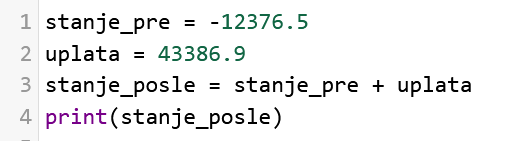 1 stanje_pre = -12376.5
2 uplata = 43386.9
3 stanje_posle = stanje_pre + uplata
4 print(stanje_posle)